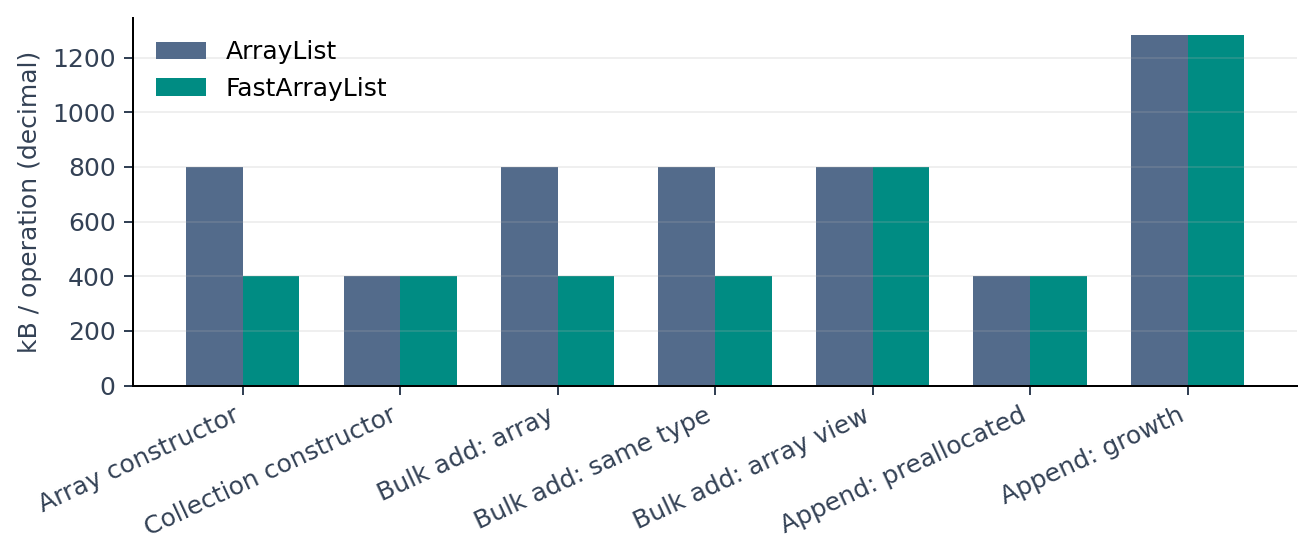 kB / operation (decimal)
1200
1000
800
600
400
200
0
ArrayList
FastArrayList
Array constructor
Collection constructor
Bulk add: array
Bulk add: same type
Bulk add: array view
Append: preallocated
Append: growth